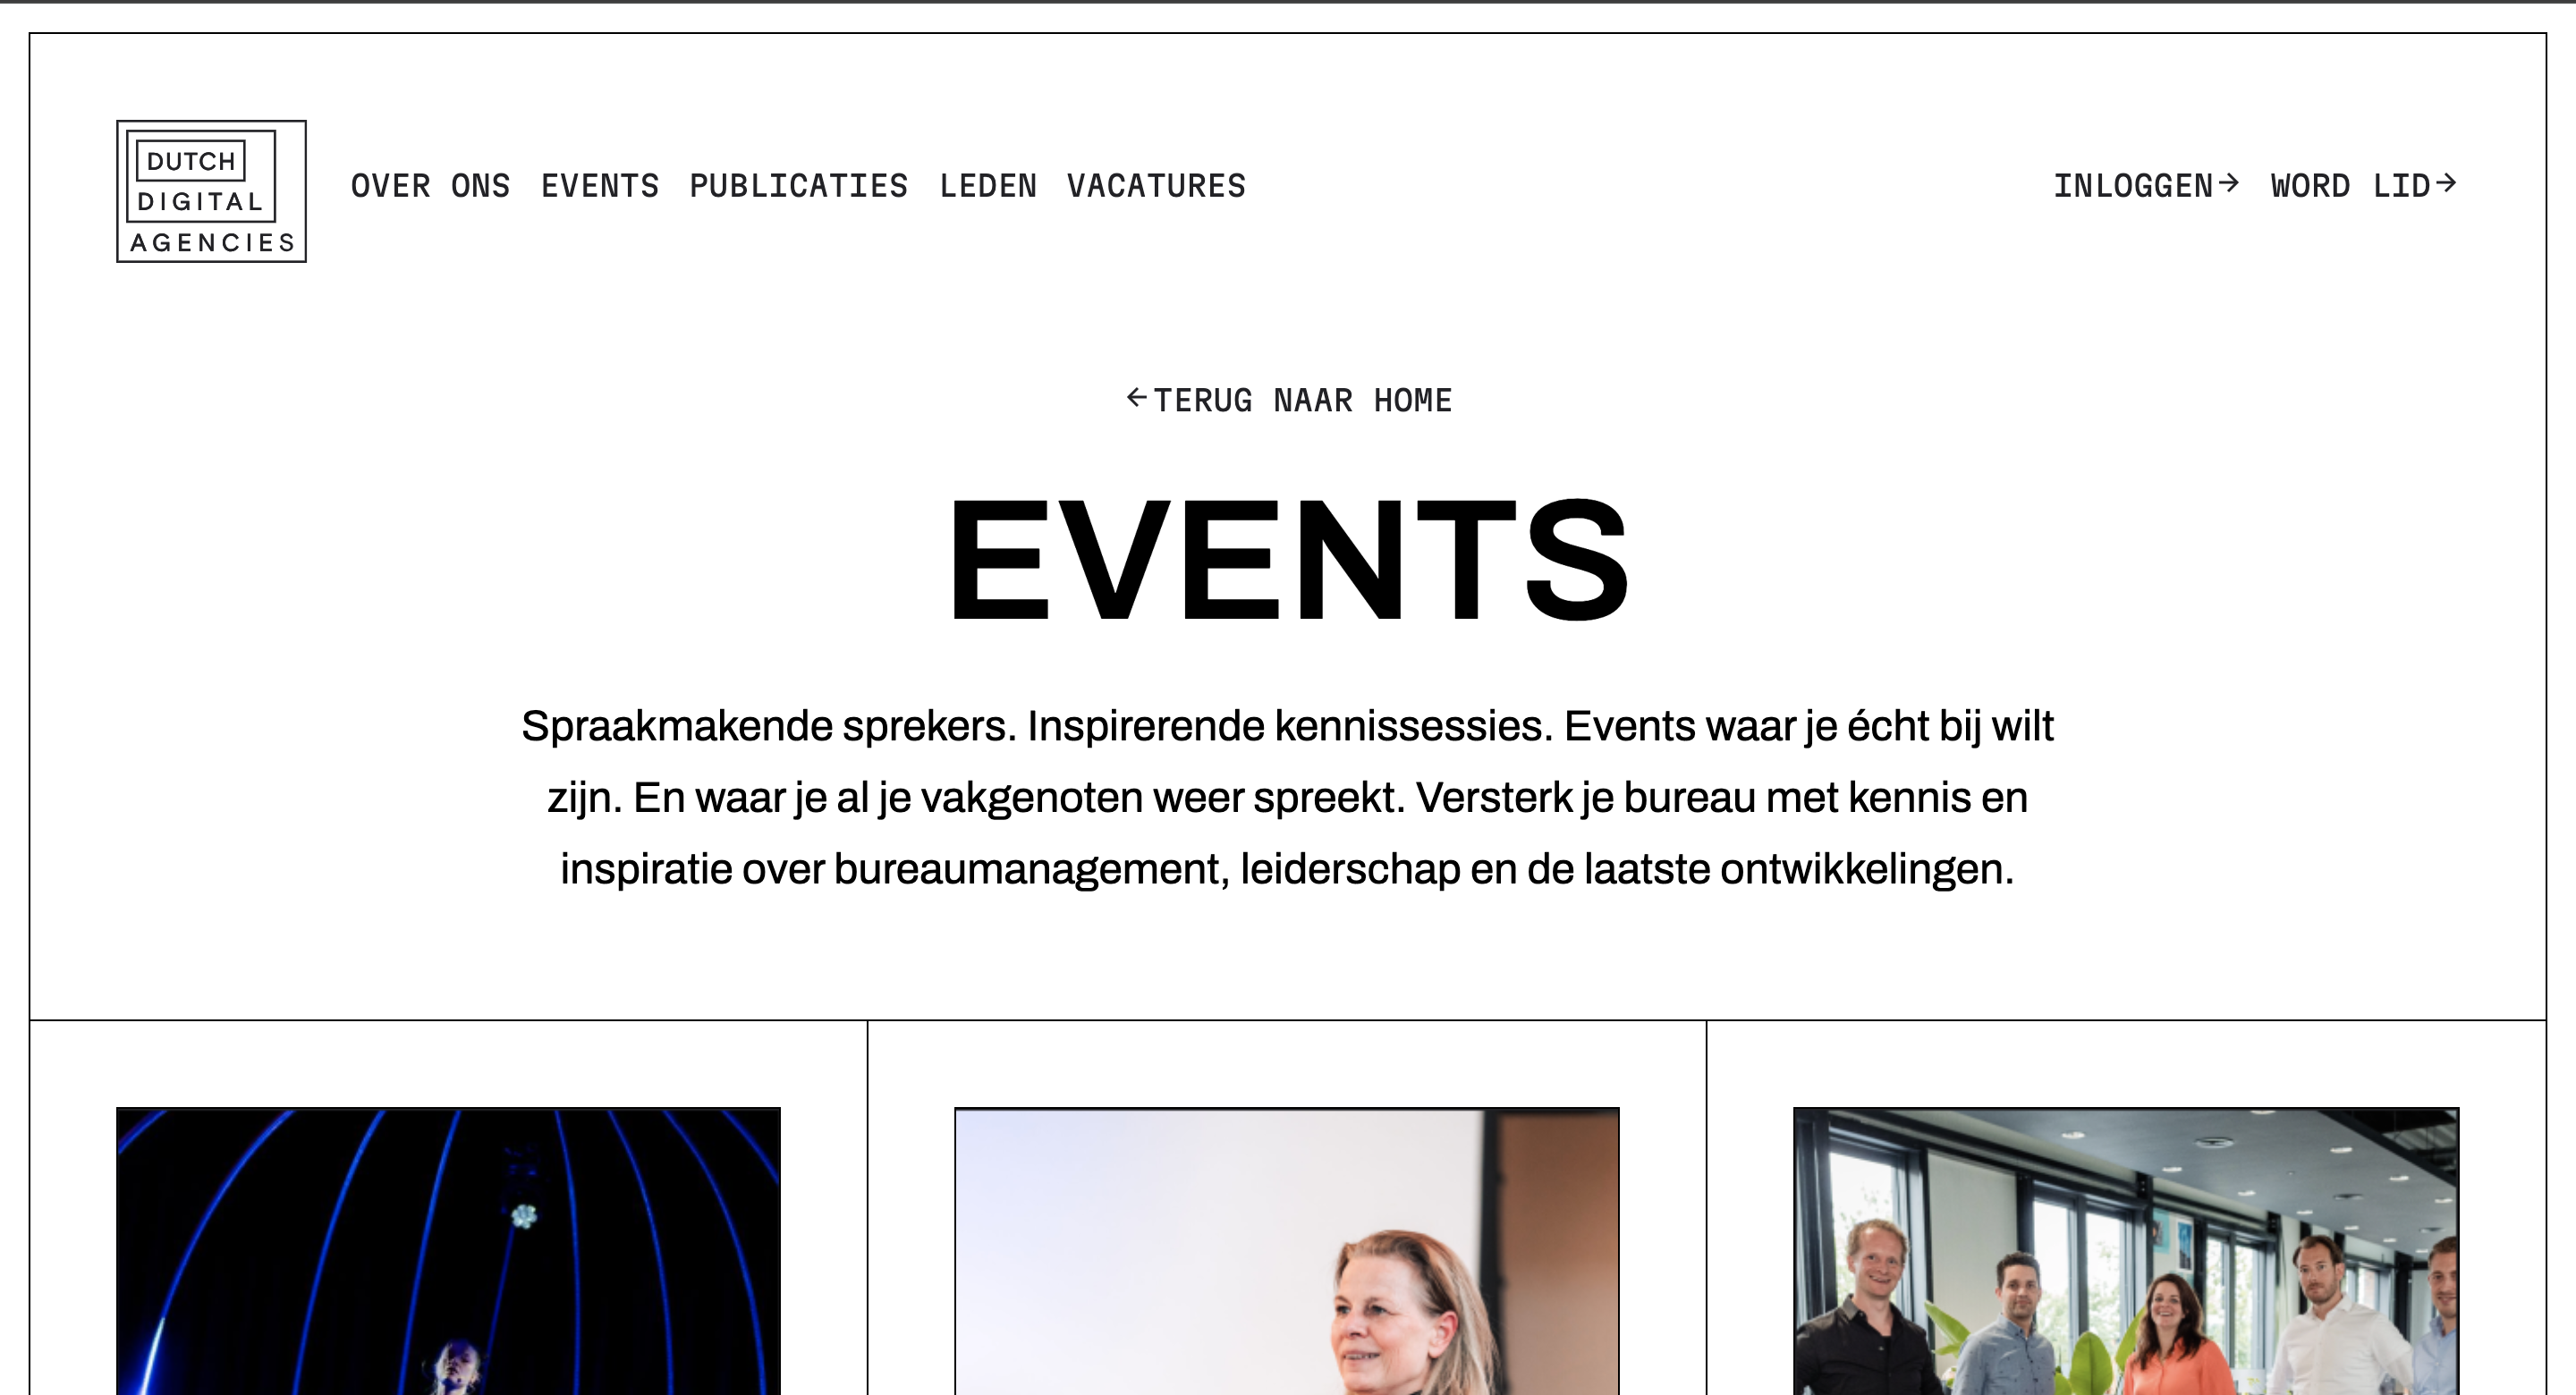 DUTCH
DIGITAL
AGENCIES
OVER ONS EVENTS PUBLICATIES LEDEN VACATURES
INLOGGEN→ WORD LID→
←TERUG NAAR HOME
EVENTS
Spraakmakende sprekers. Inspirerende kennissessies. Events waar je écht bij wilt
zijn. En waar je al je vakgenoten weer spreekt. Versterk je bureau met kennis en
inspiratie over bureaumanagement, leiderschap en de laatste ontwikkelingen.